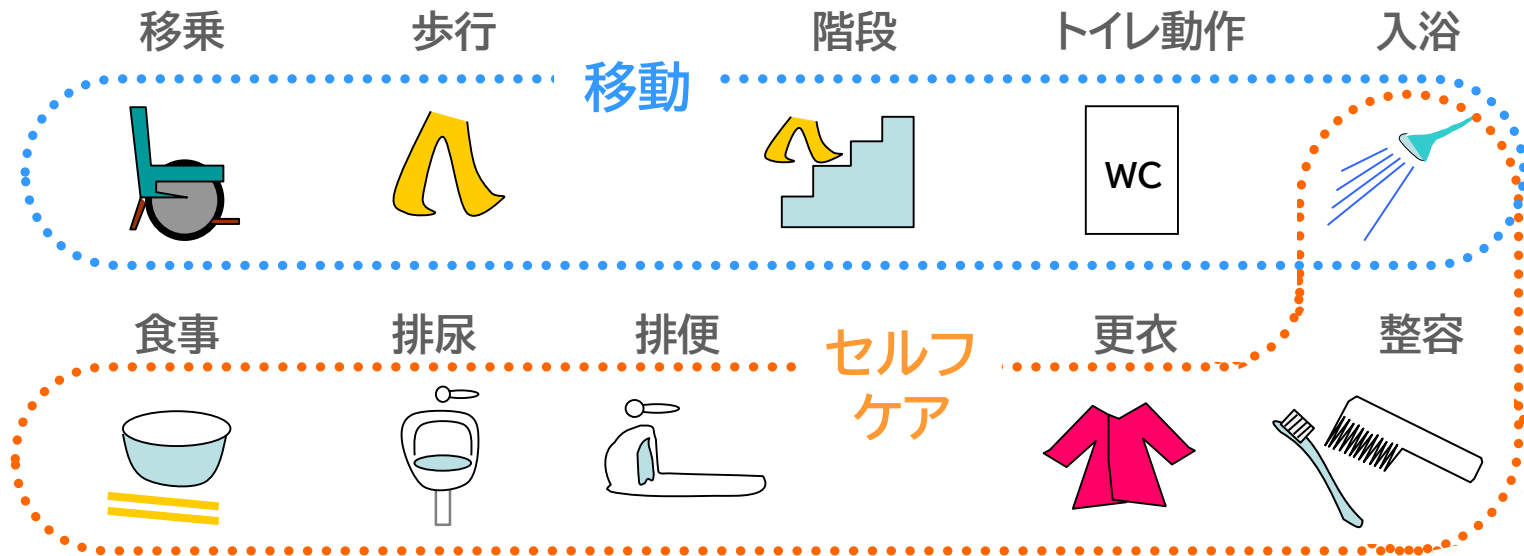 移乗
歩行
階段
トイレ動作
入浴
移動
WC
食事
排尿
排便
セルフ
ケア
更衣
整容